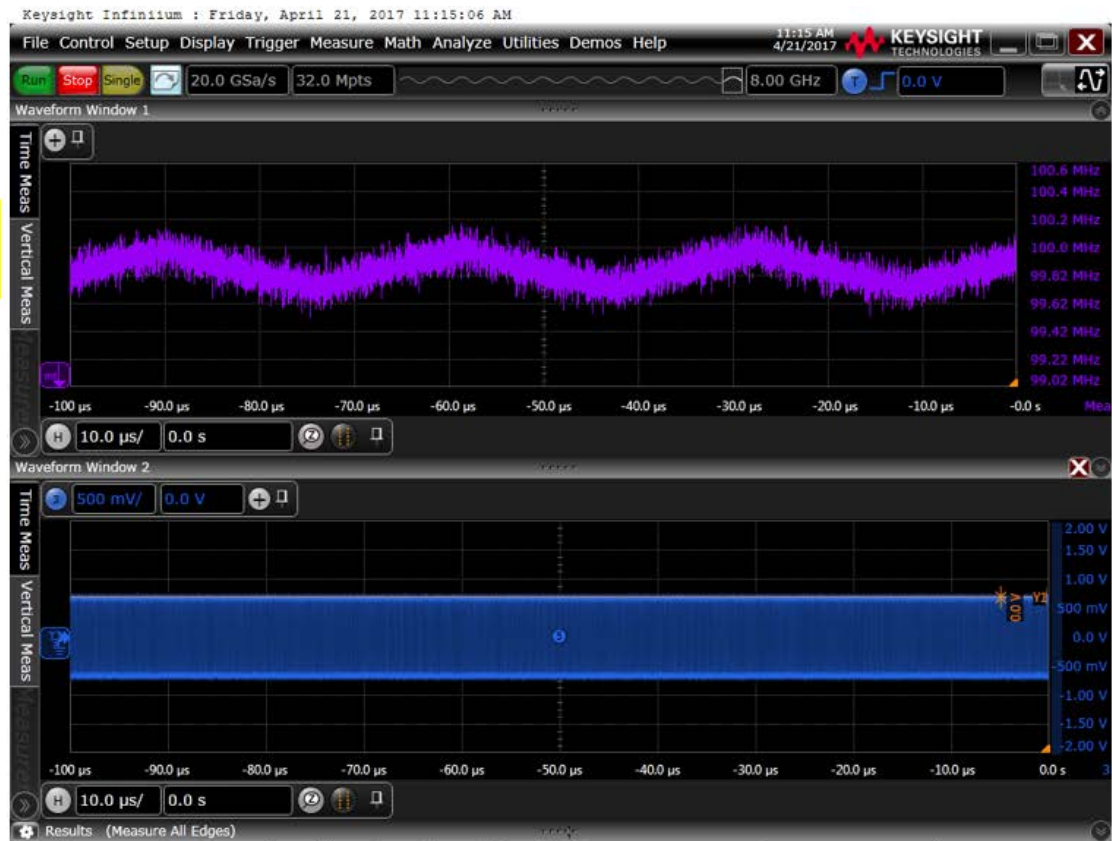 Keysight Infiniium : Friday, April 21, 2017 11:15:06 AM
File Control Setup Display Trigger Measure Math Analyze Utilities Demos Help
11:15 AM
4/21/2017
KEYSIGHT
TECHNOLOGIES
Run Stop Single 20.0 GSa/s 32.0 Mpts 8.00 GHz T 0.0 V
Waveform Window 1
Time Meas
Vertical Meas
100.6 MHz
100.4 MHz
100.2 MHz
100.0 MHz
99.82 MHz
99.62 MHz
99.42 MHz
99.22 MHz
99.02 MHz
-100 µs -90.0 µs -80.0 µs -70.0 µs -60.0 µs -50.0 µs -40.0 µs -30.0 µs -20.0 µs -10.0 µs -0.0 s Mea
H 10.0 µs/ 0.0 s Z
Waveform Window 2
Time Meas
Vertical Meas
3 500 mV/ 0.0 V
2.00 V
1.50 V
1.00 V
Y1
0.0 V
500 mV
3
0.0 V
-500 mV
-1.00 V
-1.50 V
-2.00 V
-100 µs -90.0 µs -80.0 µs -70.0 µs -60.0 µs -50.0 µs -40.0 µs -30.0 µs -20.0 µs -10.0 µs 0.0 s 3
H 10.0 µs/ 0.0 s Z
Results (Measure All Edges)